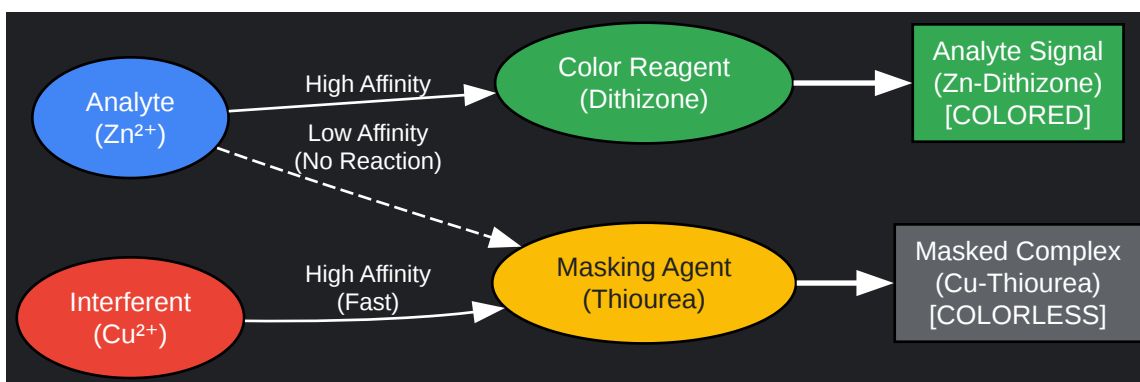 Analyte
(Zn²⁺)
High Affinity
Low Affinity
(No Reaction)
Color Reagent
(Dithizone)
Analyte Signal
(Zn-Dithizone)
[COLORED]
Interferent
(Cu²⁺)
High Affinity
(Fast)
Masking Agent
(Thiourea)
Masked Complex
(Cu-Thiourea)
[COLORLESS]